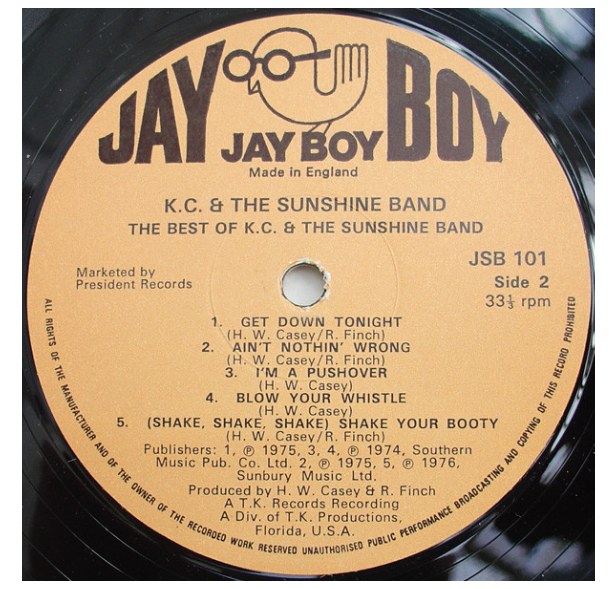 JAY BOY
JAY BOY
Made in England
K.C. & THE SUNSHINE BAND
THE BEST OF K.C. & THE SUNSHINE BAND
JSB 101
Marketed by
President Records
Side 2
33⅓ rpm
1. GET DOWN TONIGHT
(H. W. Casey/R. Finch)
2. AIN'T NOTHIN' WRONG
(H. W. Casey/R. Finch)
3. I'M A PUSHOVER
(H. W. Casey)
4. BLOW YOUR WHISTLE
(H. W. Casey)
5. (SHAKE, SHAKE, SHAKE) SHAKE YOUR BOOTY
(H. W. Casey/R. Finch)
Publishers: 1, ℗ 1975, 3, 4, ℗ 1974, Southern
Music Pub. Co. Ltd. 2, ℗ 1975, 5, ℗ 1976,
Sunbury Music Ltd.
Produced by H. W. Casey & R. Finch
A T.K. Records Recording
A Div. of T.K. Productions,
Florida, U.S.A.
ALL RIGHTS OF THE MANUFACTURER AND OF THE OWNER OF THE RECORDED WORK RESERVED UNAUTHORISED PUBLIC PERFORMANCE BROADCASTING AND COPYING OF THIS RECORD PROHIBITED